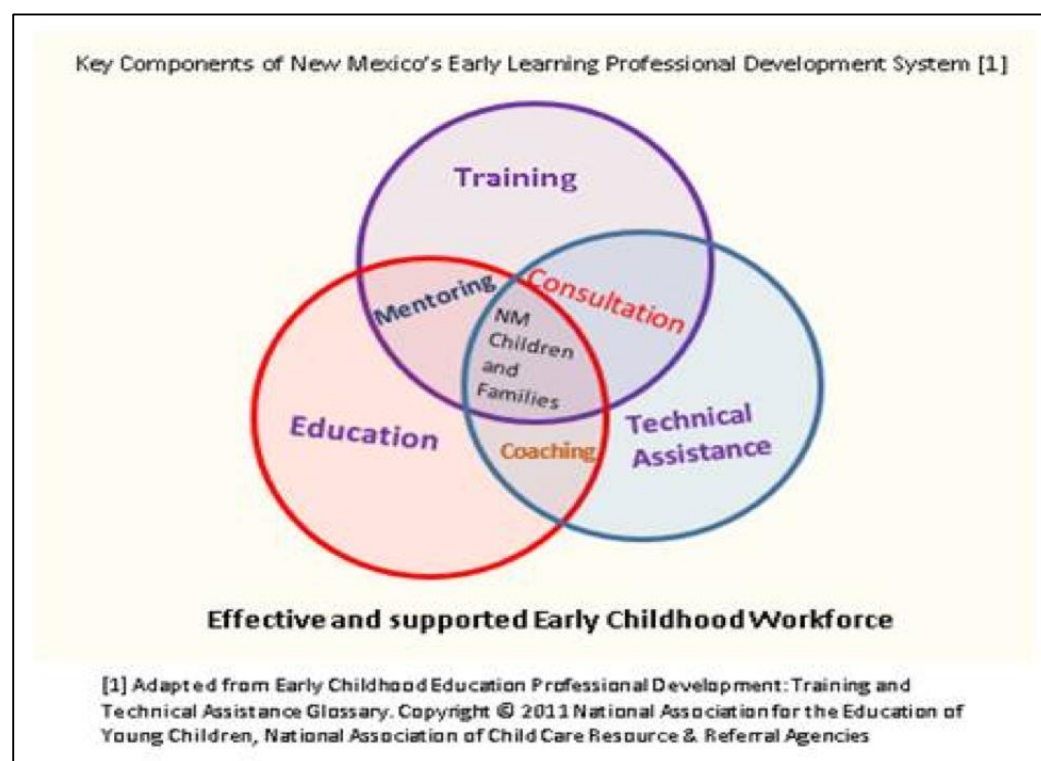 Key Components of New Mexico's Early Learning Professional Development System [1]
Training
Mentoring
Consultation
NM
Children
and
Families
Education
Coaching
Technical
Assistance
Effective and supported Early Childhood Workforce
[1] Adapted from Early Childhood Education Professional Development: Training and
Technical Assistance Glossary. Copyright © 2011 National Association for the Education of
Young Children, National Association of Child Care Resource & Referral Agencies